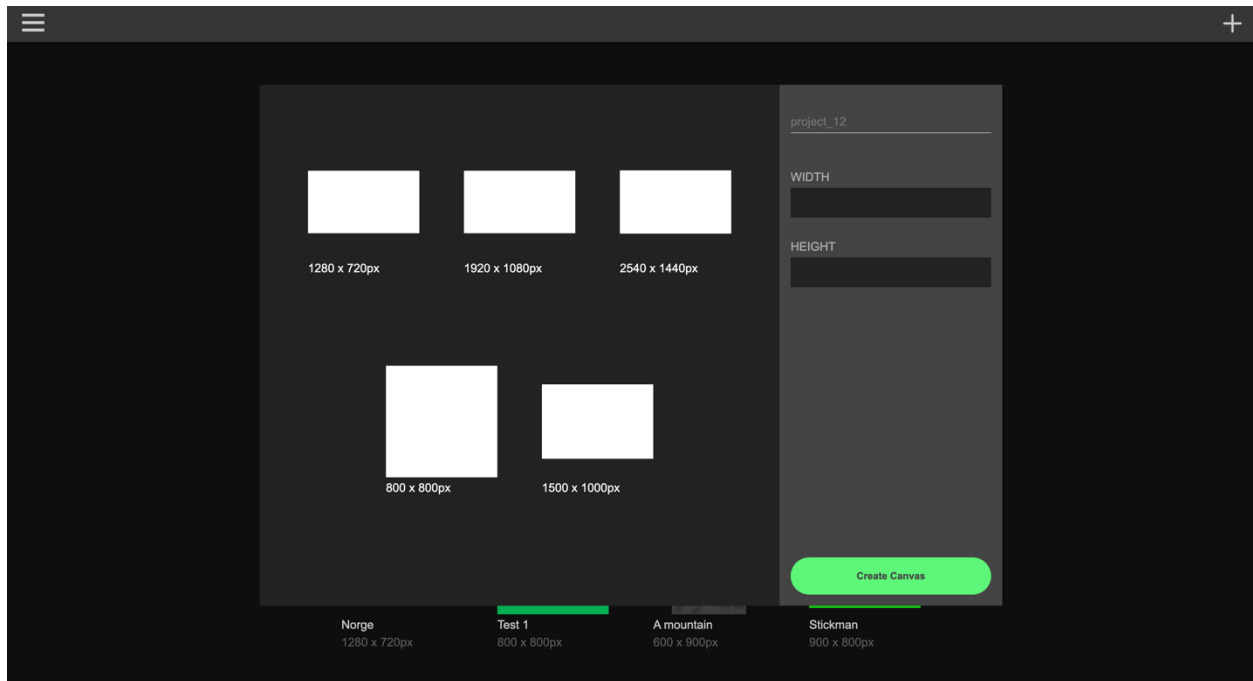 project_12
WIDTH
HEIGHT
1280 x 720px
1920 x 1080px
2540 x 1440px
800 x 800px
1500 x 1000px
Create Canvas
Norge
1280 x 720px
Test 1
800 x 800px
A mountain
600 x 900px
Stickman
900 x 800px